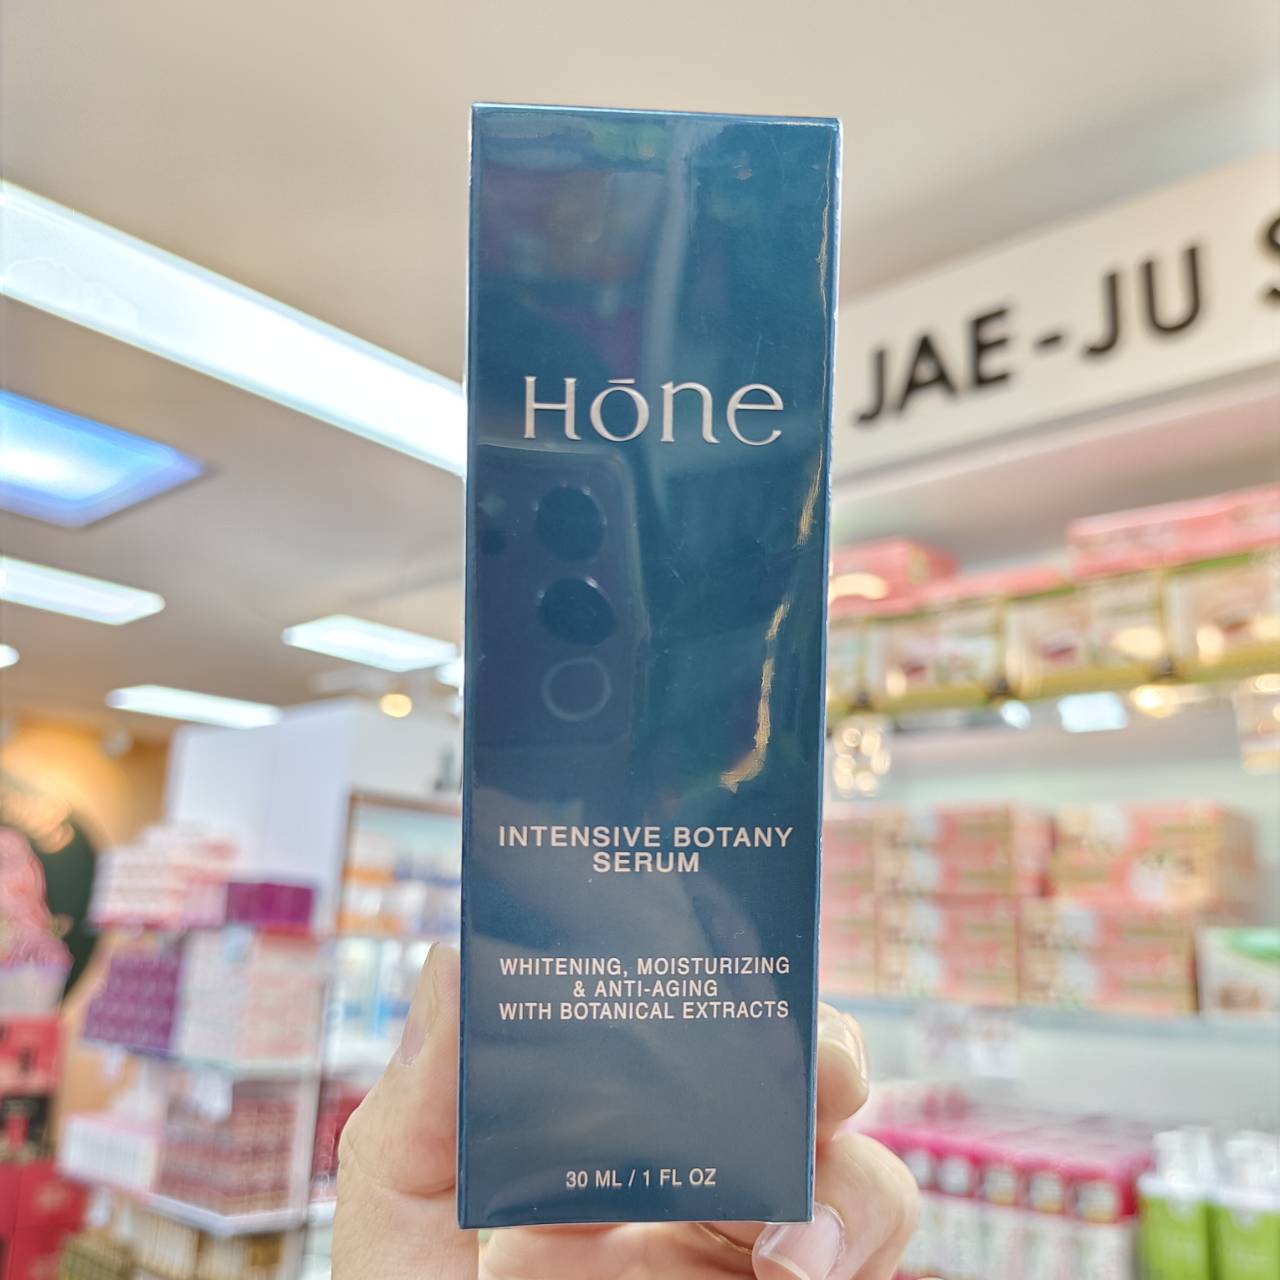 Hōne
INTENSIVE BOTANY
SERUM
WHITENING, MOISTURIZING
& ANTI-AGING
WITH BOTANICAL EXTRACTS
30 ML / 1 FL OZ
JAE-JU S